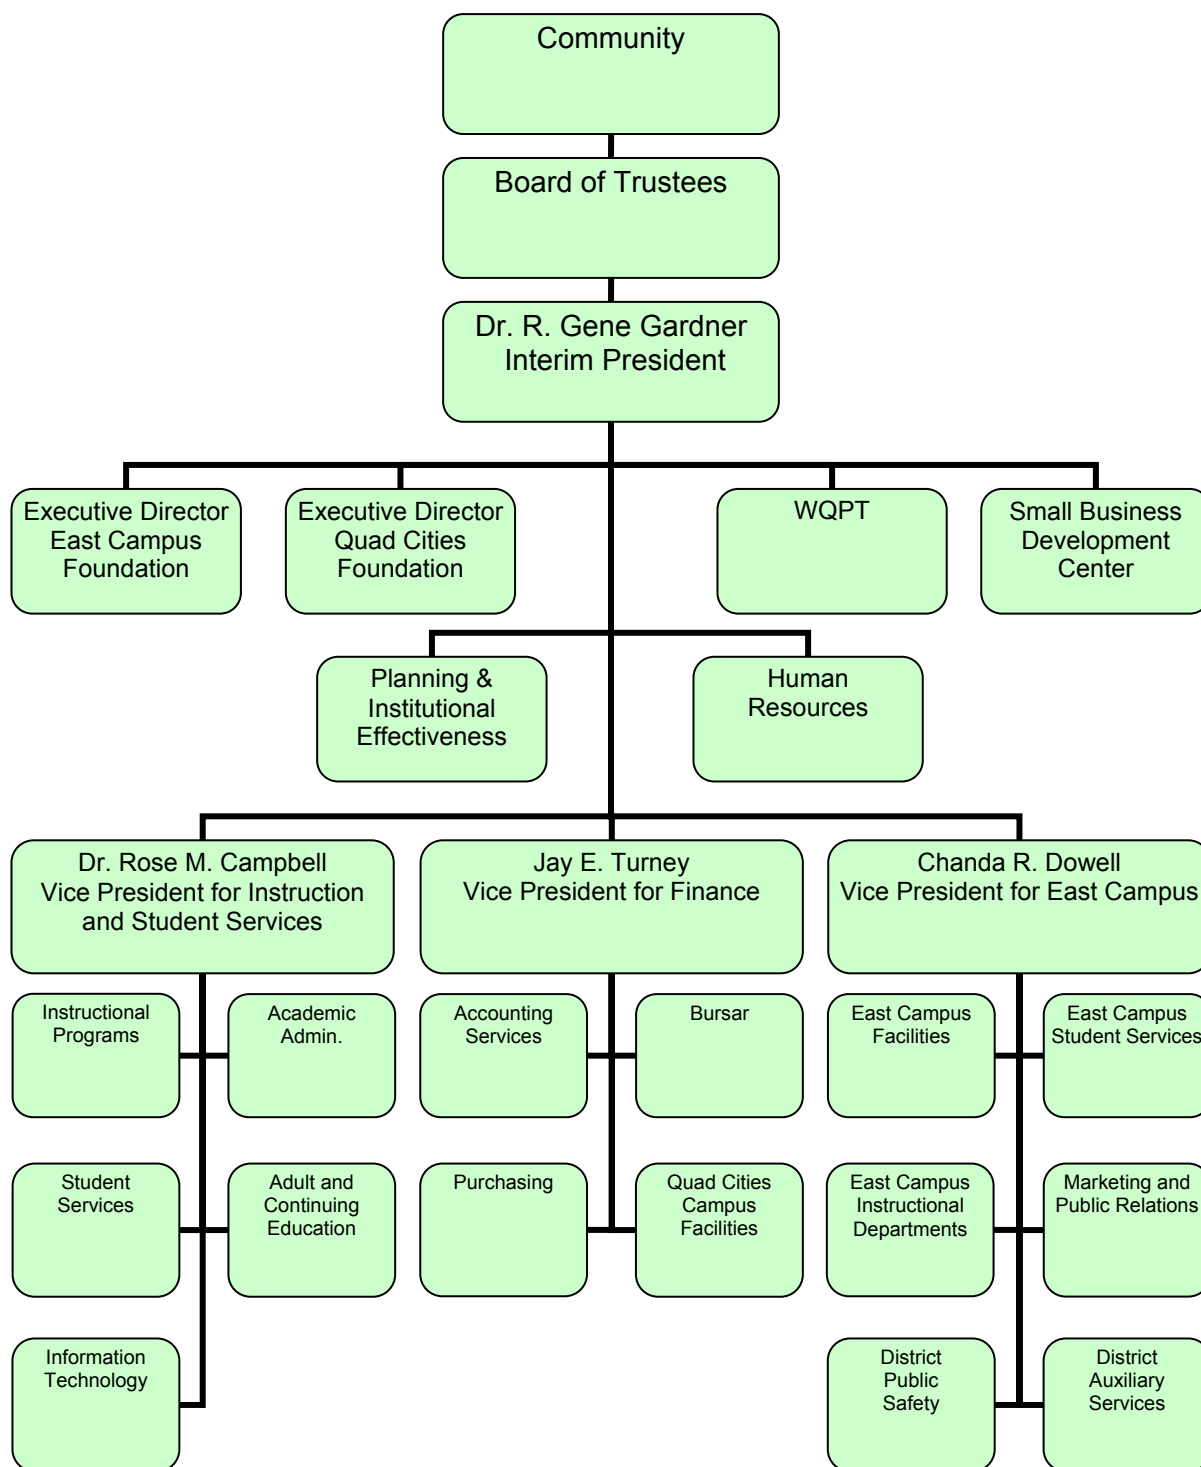 Community
Board of Trustees
Dr. R. Gene Gardner
Interim President
Executive Director
East Campus
Foundation
Executive Director
Quad Cities
Foundation
WQPT
Small Business
Development
Center
Planning &
Institutional
Effectiveness
Human
Resources
Dr. Rose M. Campbell
Vice President for Instruction
and Student Services
Jay E. Turney
Vice President for Finance
Chanda R. Dowell
Vice President for East Campus
Instructional
Programs
Academic
Admin.
Accounting
Services
Bursar
East Campus
Facilities
East Campus
Student Services
Student
Services
Adult and
Continuing
Education
Purchasing
Quad Cities
Campus
Facilities
East Campus
Instructional
Departments
Marketing and
Public Relations
Information
Technology
District
Public
Safety
District
Auxiliary
Services